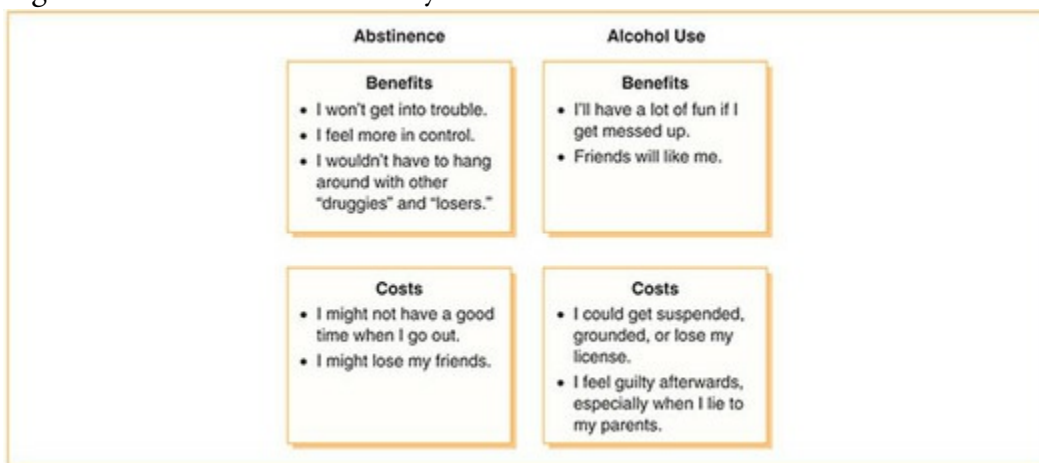 Abstinence
Alcohol Use
Benefits
• I won't get into trouble.
• I feel more in control.
• I wouldn't have to hang
around with other
“druggies” and “losers.”
Benefits
• I'll have a lot of fun if I
get messed up.
• Friends will like me.
Costs
• I might not have a good
time when I go out.
• I might lose my friends.
Costs
• I could get suspended,
grounded, or lose my
license.
• I feel guilty afterwards,
especially when I lie to
my parents.